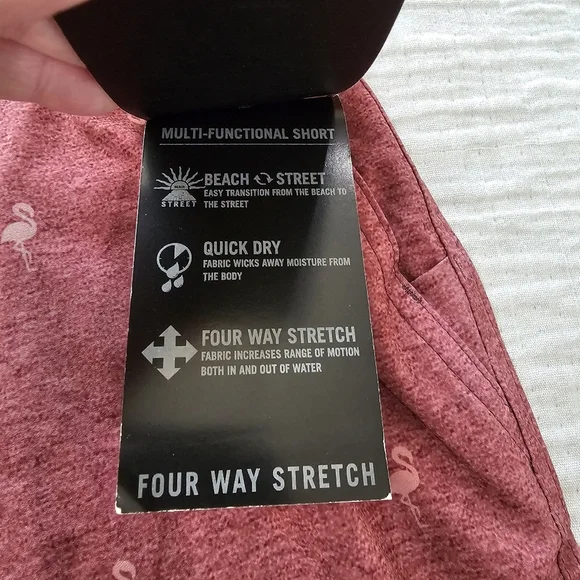 MULTI-FUNCTIONAL SHORT
BEACH STREET
EASY TRANSITION FROM THE BEACH TO
THE STREET
STREET
QUICK DRY
FABRIC WICKS AWAY MOISTURE FROM
THE BODY
FOUR WAY STRETCH
FABRIC INCREASES RANGE OF MOTION
BOTH IN AND OUT OF WATER
FOUR WAY STRETCH